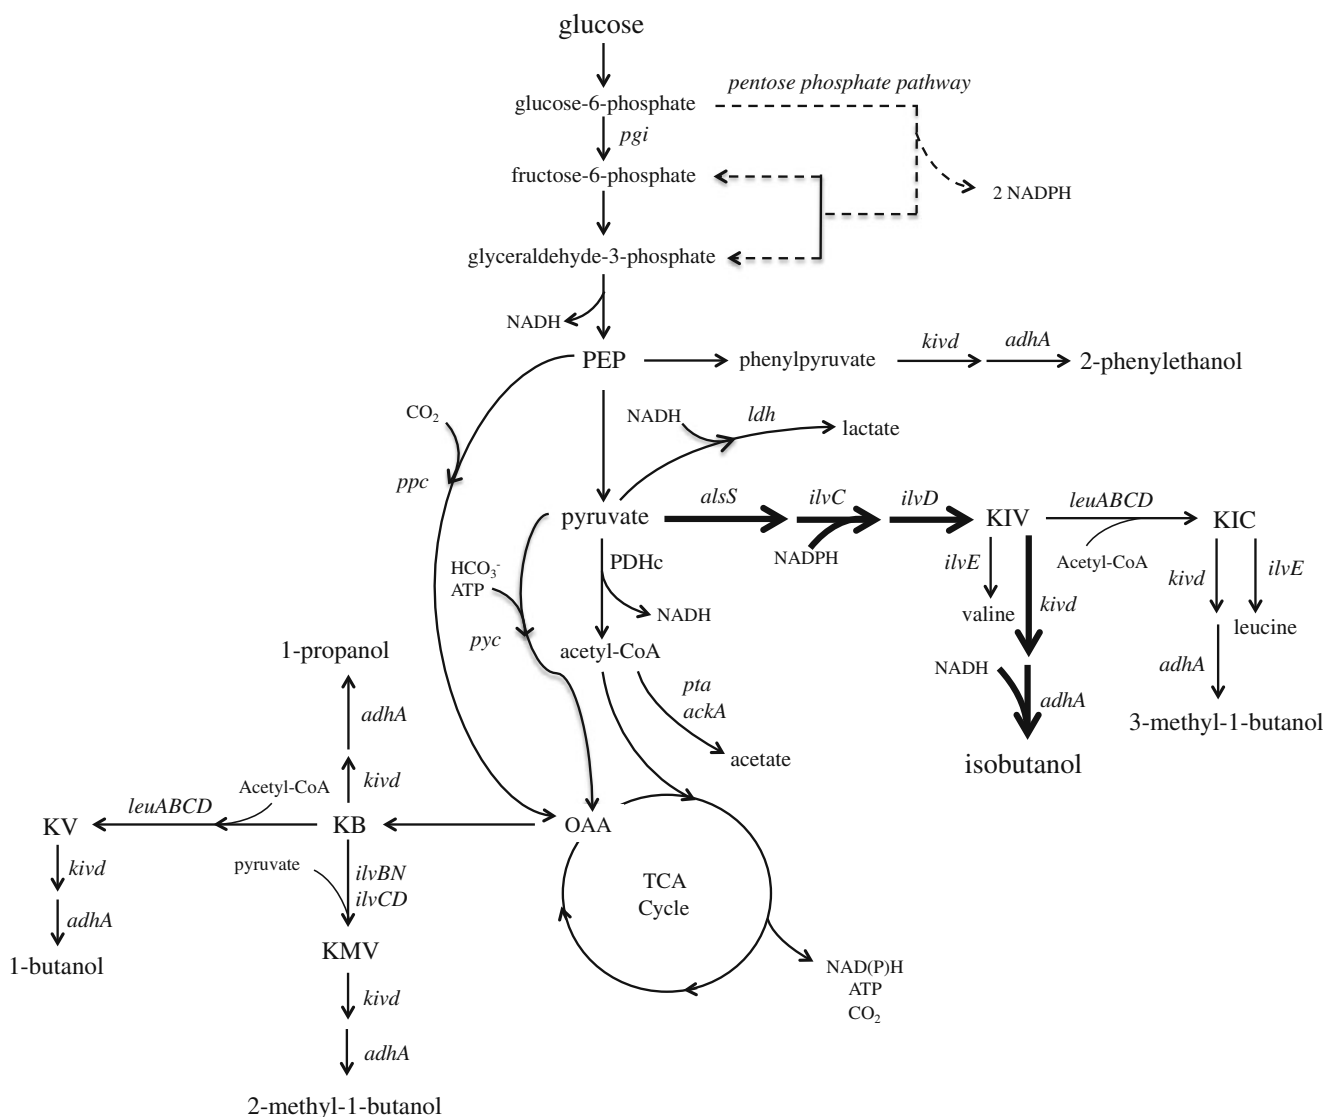 glucose
pentose phosphate pathway
glucose-6-phosphate
pgi
fructose-6-phosphate
2 NADPH
glyceraldehyde-3-phosphate
NADH
PEP
phenylpyruvate
kivd
adhA
2-phenylethanol
CO₂
NADH
ldh
lactate
ppc
pyruvate
alsS
ilvC
ilvD
KIV
leuABCD
KIC
NADPH
Acetyl-CoA
HCO₃⁻
ATP
PDHc
NADH
ilvE
valine
kivd
kivd
ilvE
leucine
pyc
acetyl-CoA
1-propanol
pta
ackA
NADH
adhA
adhA
3-methyl-1-butanol
adhA
acetate
isobutanol
kivd
Acetyl-CoA
leuABCD
KV
KB
OAA
kivd
pyruvate
ilvBN
ilvCD
TCA
Cycle
adhA
KMV
1-butanol
NAD(P)H
ATP
CO₂
kivd
adhA
2-methyl-1-butanol